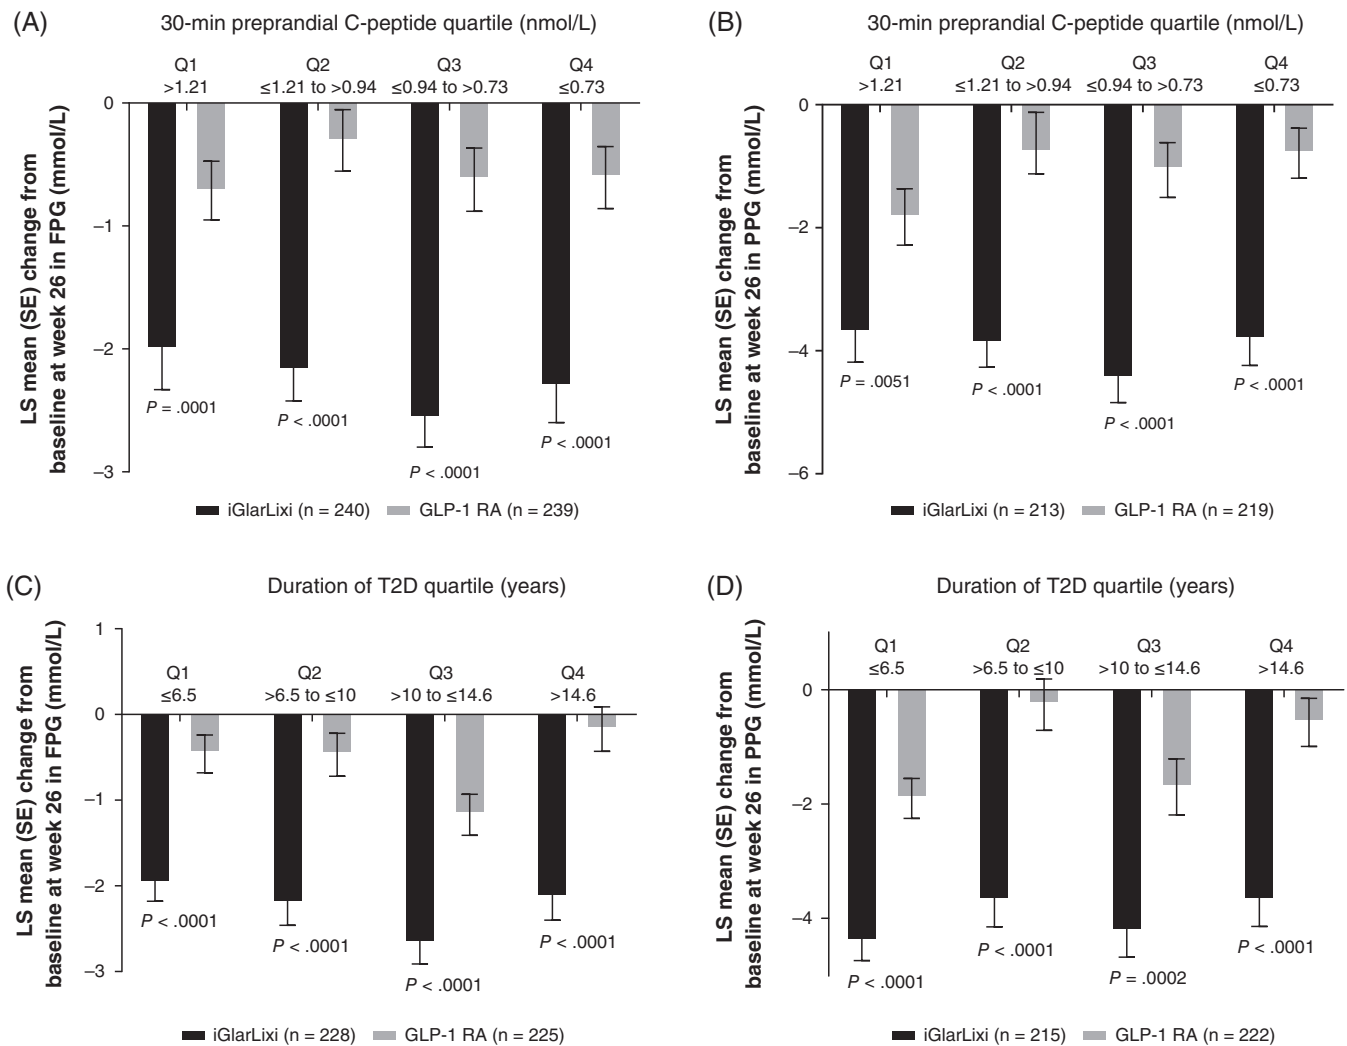 (A)
30-min preprandial C-peptide quartile (nmol/L)
Q1 Q2 Q3 Q4
>1.21 ≤1.21 to >0.94 ≤0.94 to >0.73 ≤0.73
0
–1
–2
–3
LS mean (SE) change from
baseline at week 26 in FPG (mmol/L)
P = .0001
P < .0001
P < .0001
P < .0001
iGlarLixi (n = 240) GLP-1 RA (n = 239)
(B)
30-min preprandial C-peptide quartile (nmol/L)
Q1 Q2 Q3 Q4
>1.21 ≤1.21 to >0.94 ≤0.94 to >0.73 ≤0.73
0
–2
–4
–6
LS mean (SE) change from
baseline at week 26 in PPG (mmol/L)
P = .0051
P < .0001
P < .0001
P < .0001
iGlarLixi (n = 213) GLP-1 RA (n = 219)
(C)
Duration of T2D quartile (years)
1
Q1 Q2 Q3 Q4
≤6.5 >6.5 to ≤10 >10 to ≤14.6 >14.6
0
–1
–2
–3
LS mean (SE) change from
baseline at week 26 in FPG (mmol/L)
P < .0001
P < .0001
P < .0001
P < .0001
iGlarLixi (n = 228) GLP-1 RA (n = 225)
(D)
Duration of T2D quartile (years)
Q1 Q2 Q3 Q4
≤6.5 >6.5 to ≤10 >10 to ≤14.6 >14.6
0
–2
–4
LS mean (SE) change from
baseline at week 26 in PPG (mmol/L)
P < .0001
P < .0001
P = .0002
P < .0001
iGlarLixi (n = 215) GLP-1 RA (n = 222)